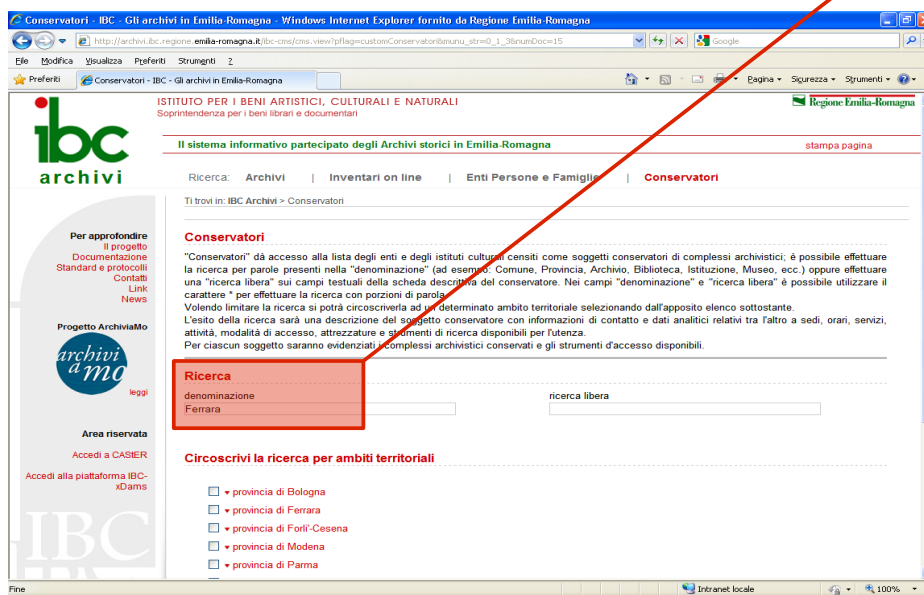 Conservatori - IBC - Gli archivi in Emilia-Romagna - Windows Internet Explorer fornito da Regione Emilia-Romagna
http://archivi.ibc.regione.emilia-romagna.it/ibc-cms/cms.view?pflag=customConservatori&munu_str=0_1_3&numDoc=15
Google
File Modifica Visualizza Preferiti Strumenti ?
Preferiti Conservatori - IBC - Gli archivi in Emilia-Romagna Pagina Sicurezza Strumenti
ibc
archivi
ISTITUTO PER I BENI ARTISTICI, CULTURALI E NATURALI
Soprintendenza per i beni librari e documentari
Regione Emilia-Romagna
Il sistema informativo partecipato degli Archivi storici in Emilia-Romagna
stampa pagina
Ricerca: Archivi | Inventari on line | Enti Persone e Famiglie | Conservatori
Ti trovi in: IBC Archivi > Conservatori
Per approfondire
Il progetto
Documentazione
Standard e protocolli
Contatti
Link
News
Progetto ArchiviaMo
archivi
amo
leggi
Area riservata
Accedi a CAStER
Accedi alla piattaforma IBC-
xDams
IBC
Conservatori
"Conservatori" dà accesso alla lista degli enti e degli istituti culturali censiti come soggetti conservatori di complessi archivistici; è possibile effettuare
la ricerca per parole presenti nella "denominazione" (ad esempio: Comune, Provincia, Archivio, Biblioteca, Istituzione, Museo, ecc.) oppure effettuare
una "ricerca libera" sui campi testuali della scheda descrittiva del conservatore. Nei campi "denominazione" e "ricerca libera" è possibile utilizzare il
carattere * per effettuare la ricerca con porzioni di parola.
Volendo limitare la ricerca si potrà circoscriverla ad un determinato ambito territoriale selezionando dall'apposito elenco sottostante.
L'esito della ricerca sarà una descrizione del soggetto conservatore con informazioni di contatto e dati analitici relativi tra l'altro a sedi, orari, servizi,
attività, modalità di accesso, attrezzature e strumenti di ricerca disponibili per l'utenza.
Per ciascun soggetto saranno evidenziati i complessi archivistici conservati e gli strumenti d'accesso disponibili.
Ricerca
denominazione ricerca libera
Ferrara
Circoscrivi la ricerca per ambiti territoriali
provincia di Bologna
provincia di Ferrara
provincia di Forli'-Cesena
provincia di Modena
provincia di Parma
Fine Intranet locale 100%